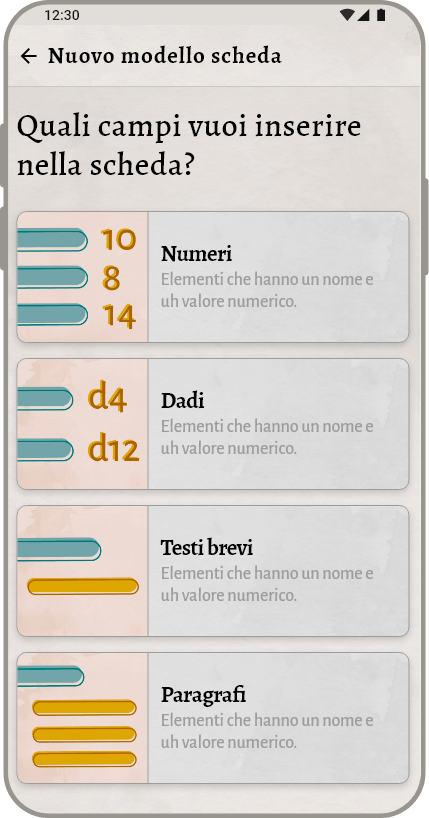 12:30
Nuovo modello scheda
Quali campi vuoi inserire
nella scheda?
10
8
14
Numeri
Elementi che hanno un nome e
uh valore numerico.
d4
d12
Dadi
Elementi che hanno un nome e
uh valore numerico.
Testi brevi
Elementi che hanno un nome e
uh valore numerico.
Paragrafi
Elementi che hanno un nome e
uh valore numerico.